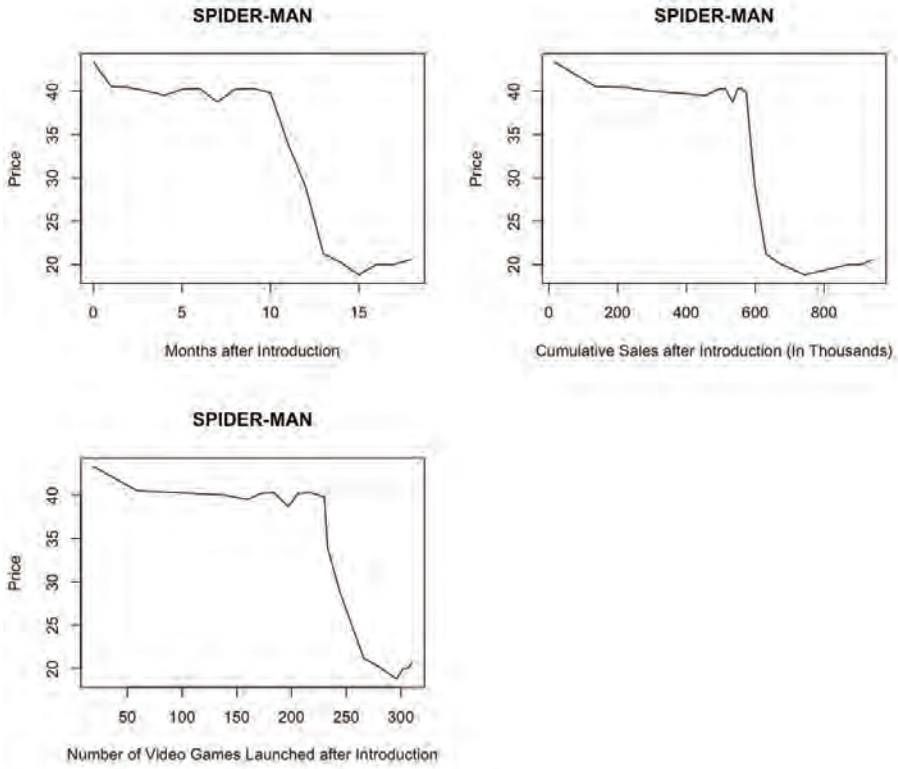 SPIDER-MAN
Price
40
35
30
25
20
0 5 10 15
Months after Introduction
SPIDER-MAN
Price
40
35
30
25
20
0 200 400 600 800
Cumulative Sales after Introduction (In Thousands)
SPIDER-MAN
Price
40
35
30
25
20
50 100 150 200 250 300
Number of Video Games Launched after Introduction